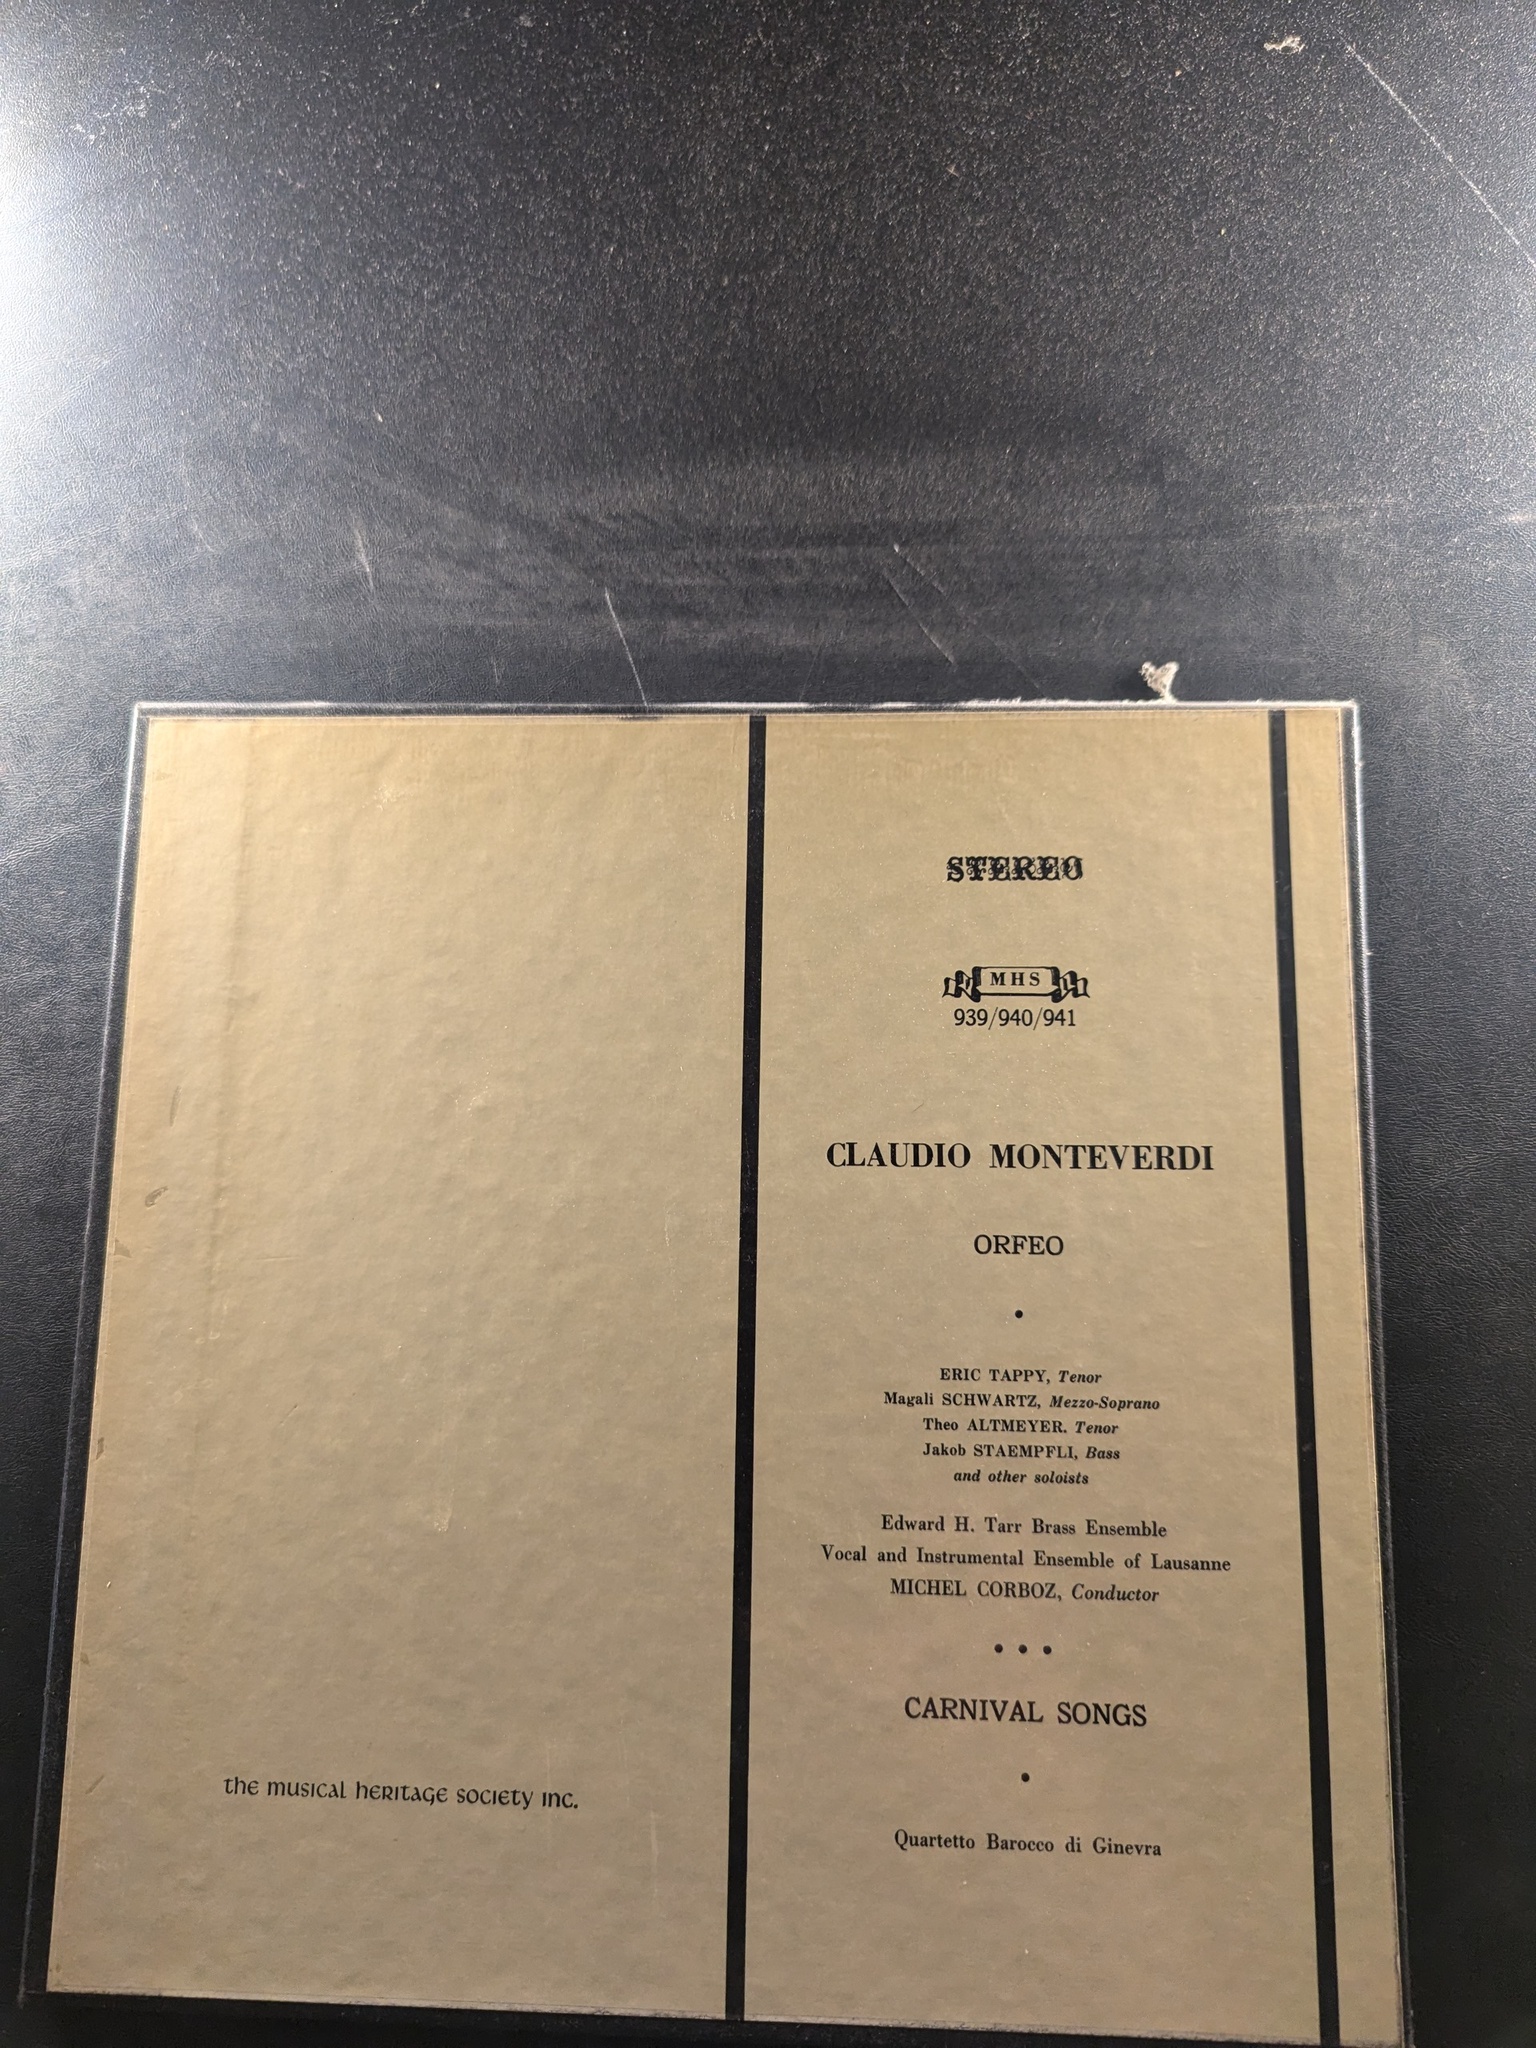 STEREO
MHS
939/940/941
CLAUDIO MONTEVERDI
ORFEO
•
ERIC TAPPY, Tenor
Magali SCHWARTZ, Mezzo-Soprano
Theo ALTMEYER. Tenor
Jakob STAEMPFLI, Bass
and other soloists
Edward H. Tarr Brass Ensemble
Vocal and Instrumental Ensemble of Lausanne
MICHEL CORBOZ, Conductor
• • •
CARNIVAL SONGS
•
Quartetto Barocco di Ginevra
the musical heritage society inc.